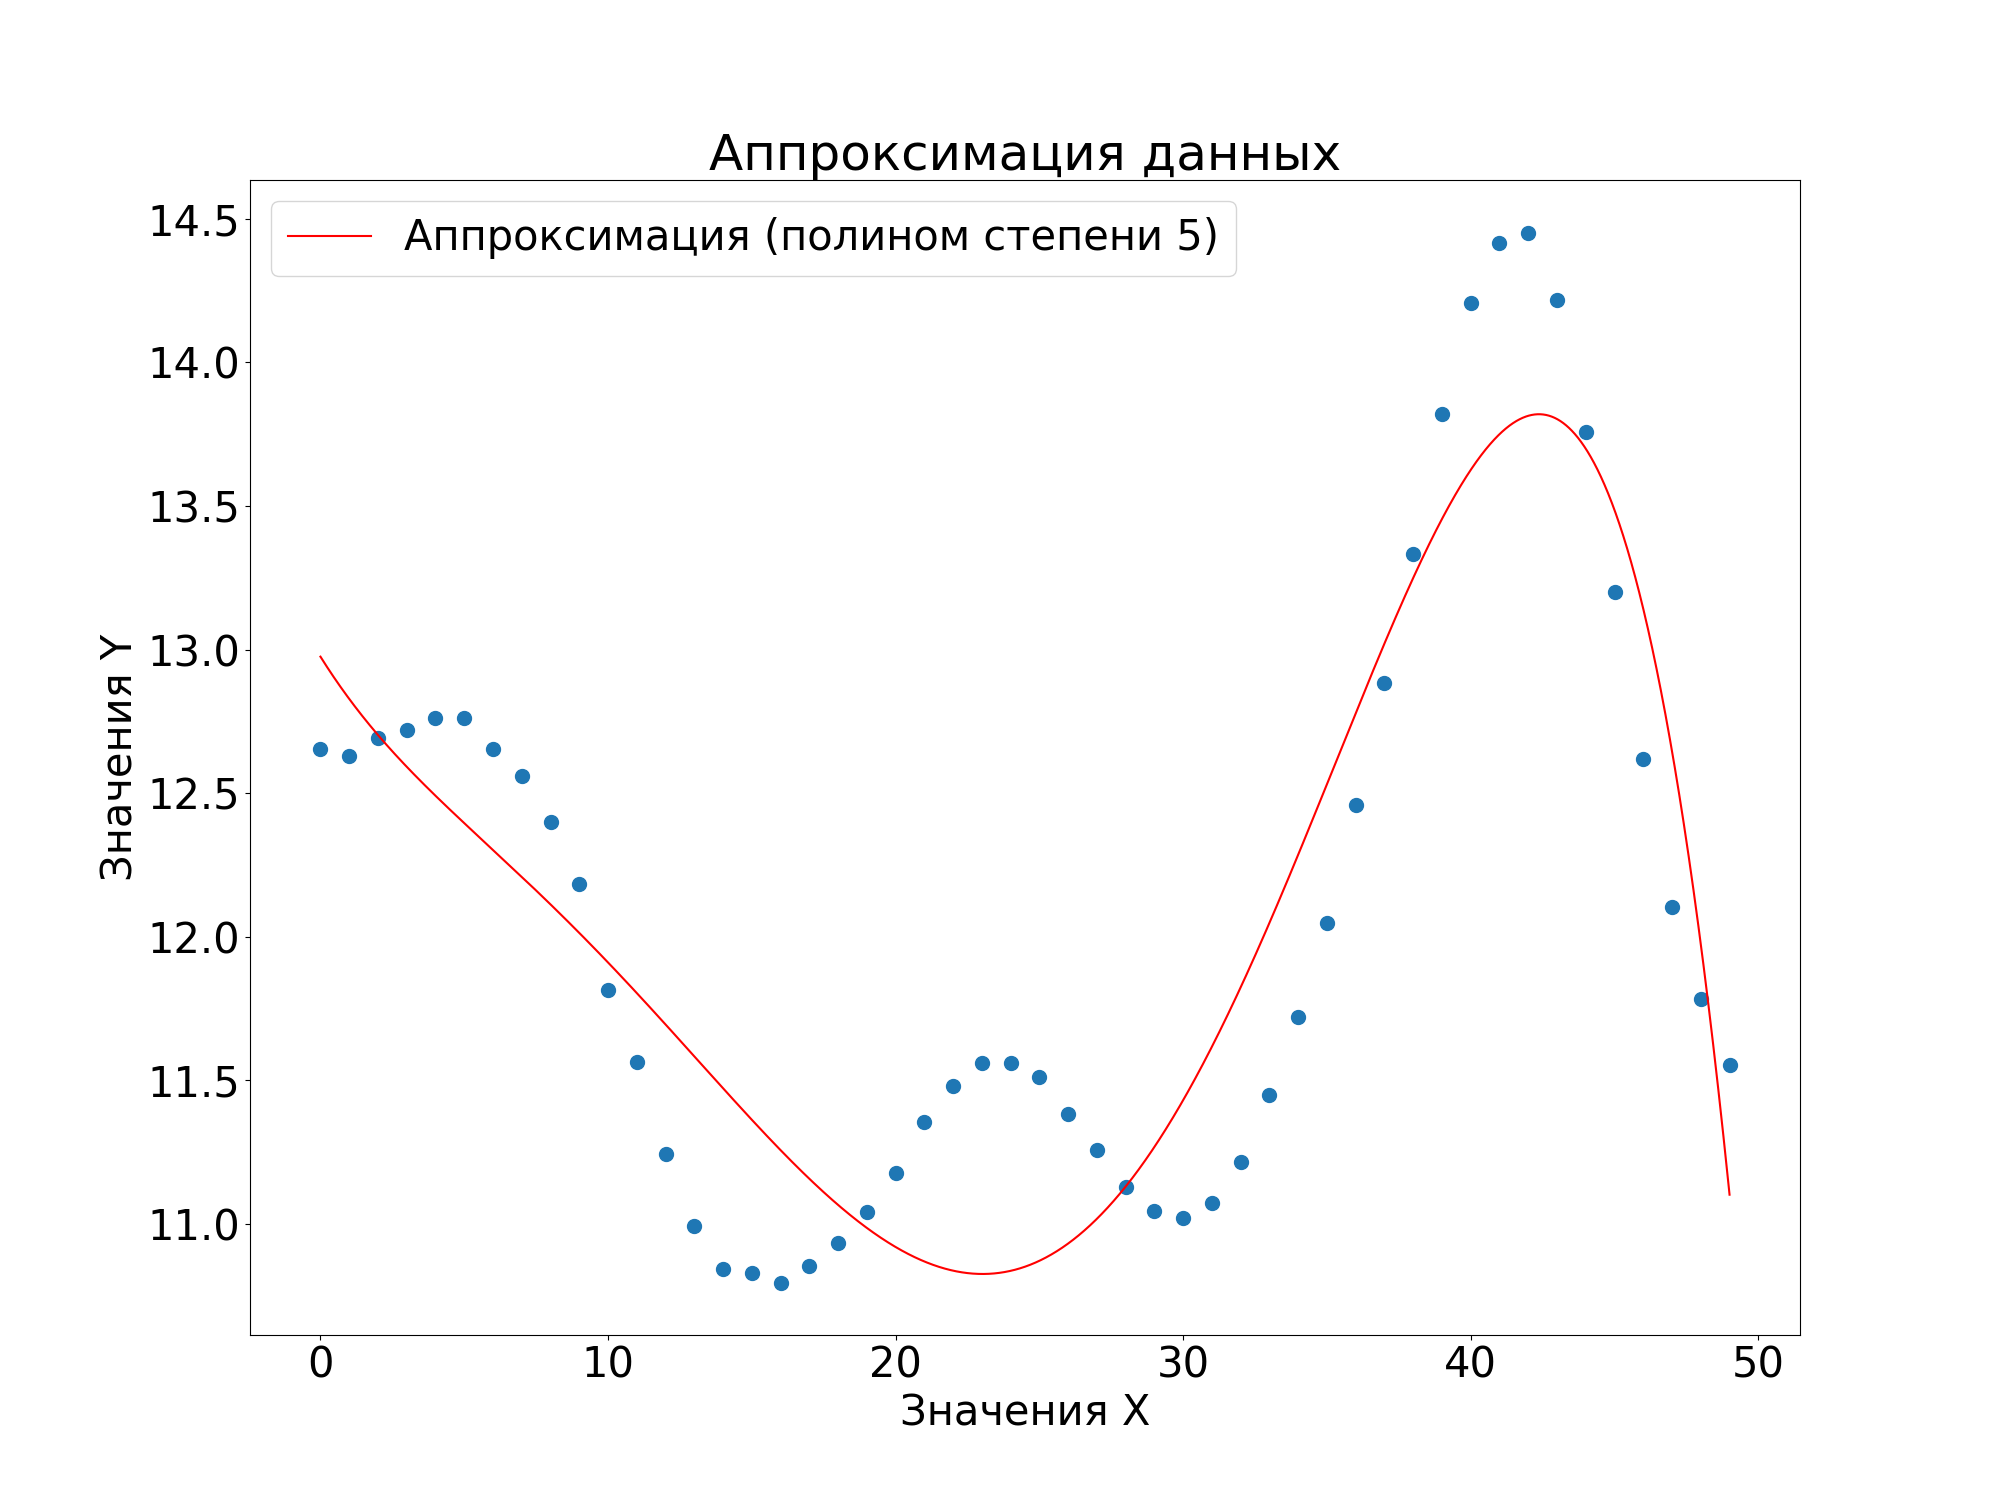 Аппроксимация данных
Аппроксимация (полином степени 5)
14.5
14.0
13.5
13.0
12.5
12.0
11.5
11.0
Значения Y
0 10 20 30 40 50
Значения X